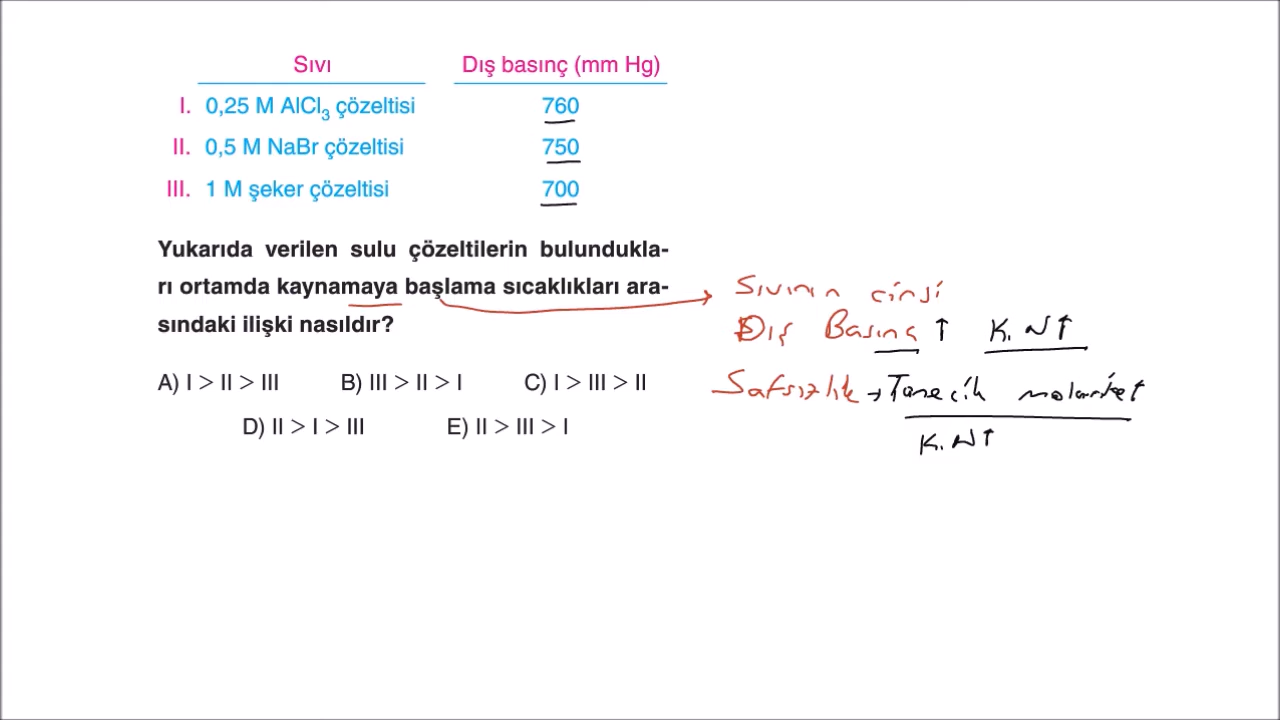 Sıvı Dış basınç (mm Hg)
I. 0,25 M AlCl₃ çözeltisi 760
II. 0,5 M NaBr çözeltisi 750
III. 1 M şeker çözeltisi 700
Yukarıda verilen sulu çözeltilerin bulundukla-
rı ortamda kaynamaya başlama sıcaklıkları ara-
sındaki ilişki nasıldır?
A) I > II > III B) III > II > I C) I > III > II
D) II > I > III E) II > III > I
→ Sıvının cinsi
Dış Basınç ↑ K.N↑
Safsızlık → Tanecik molaritet
K.N↑